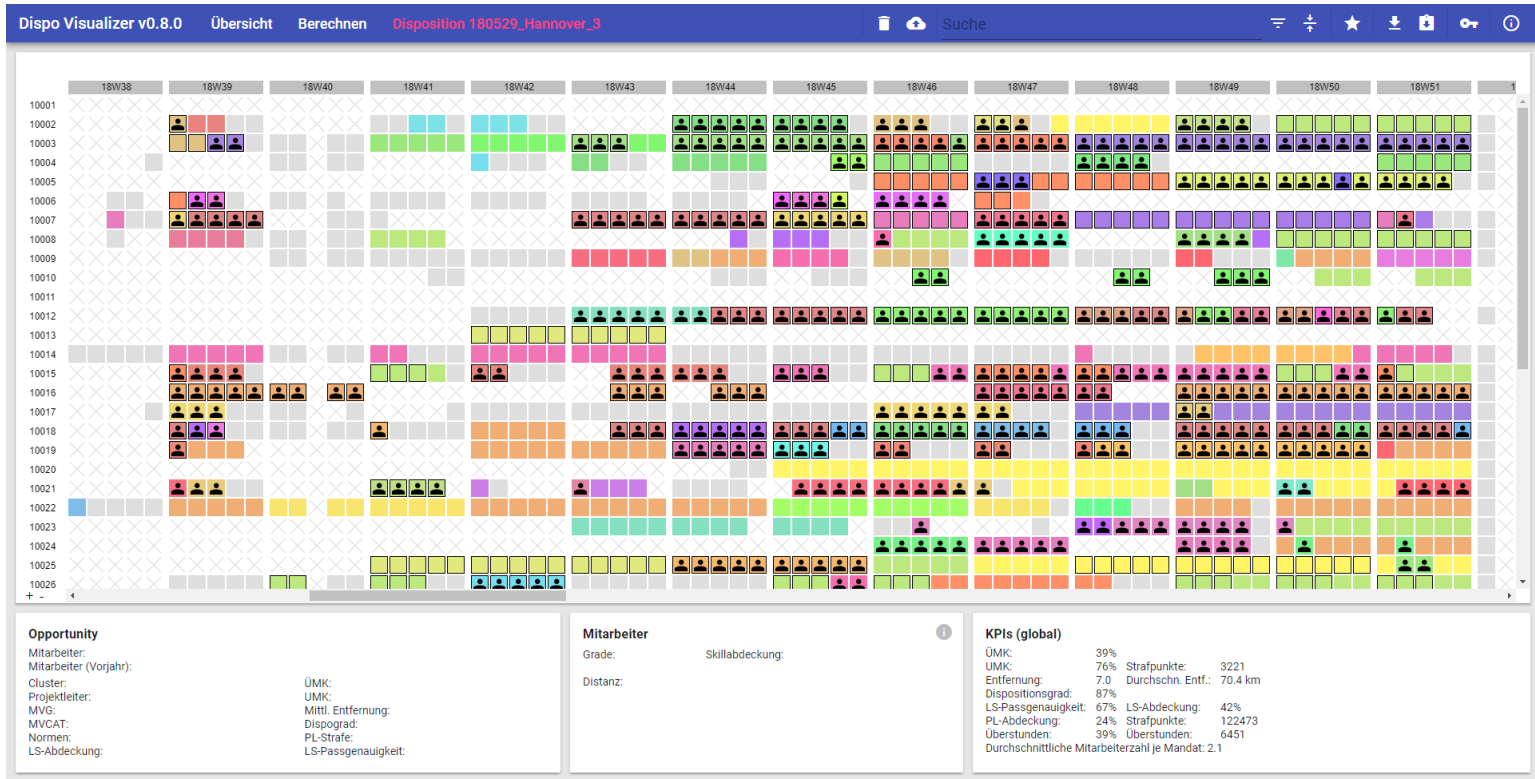 Dispo Visualizer v0.8.0 Übersicht Berechnen Disposition 180529_Hannover_3 Suche
18W38 18W39 18W40 18W41 18W42 18W43 18W44 18W45 18W46 18W47 18W48 18W49 18W50 18W51 1
10001
10002
10003
10004
10005
10006
10007
10008
10009
10010
10011
10012
10013
10014
10015
10016
10017
10018
10019
10020
10021
10022
10023
10024
10025
10026
+ -
Opportunity
Mitarbeiter:
Mitarbeiter (Vorjahr):
Cluster: ÜMK:
Projektleiter: UMK:
MVG: Mittl. Entfernung:
MVCAT: Dispograd:
Normen: PL-Strafe:
LS-Abdeckung: LS-Passgenauigkeit:
Mitarbeiter
Grade: Skillabdeckung:
Distanz:
KPIs (global)
ÜMK: 39%
UMK: 76% Strafpunkte: 3221
Entfernung: 7.0 Durchschn. Entf.: 70.4 km
Dispositionsgrad: 87%
LS-Passgenauigkeit: 67% LS-Abdeckung: 42%
PL-Abdeckung: 24% Strafpunkte: 122473
Überstunden: 39% Überstunden: 6451
Durchschnittliche Mitarbeiterzahl je Mandat: 2.1